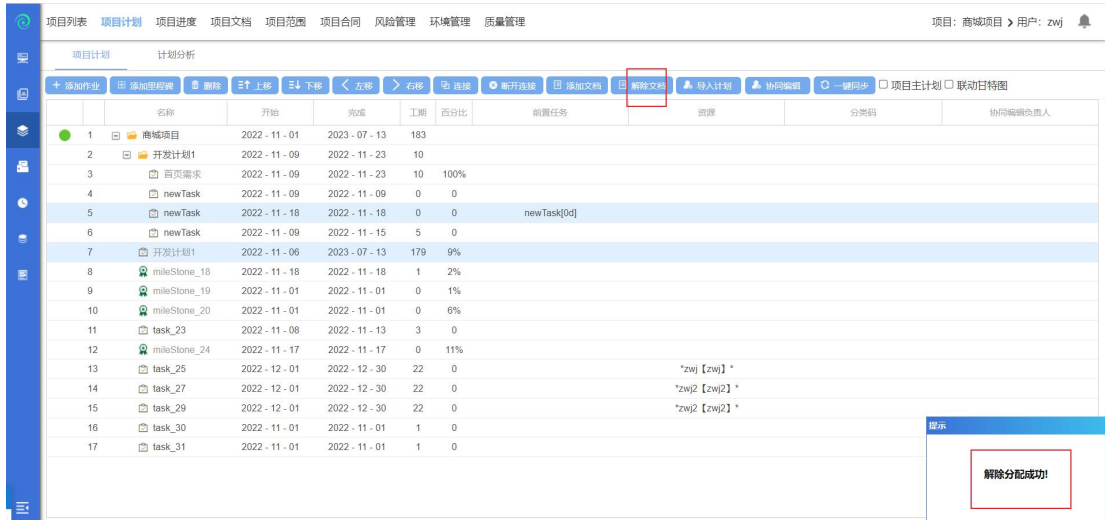 项目列表 项目计划 项目进度 项目文档 项目范围 项目合同 风险管理 环境管理 质量管理 项目：商城项目 ❯ 用户：zwj
项目计划 计划分析
+ 添加作业 添加里程碑 删除 上移 下移 左移 右移 连接 断开连接 添加文档 解除文档 导入计划 协同编辑 一键同步 项目主计划 联动甘特图
名称 开始 完成 工期 百分比 前置任务 资源 分类码 协同编辑负责人
1 商城项目 2022 - 11 - 01 2023 - 07 - 13 183
2 开发计划1 2022 - 11 - 09 2022 - 11 - 23 10
3 首页需求 2022 - 11 - 09 2022 - 11 - 23 10 100%
4 newTask 2022 - 11 - 09 2022 - 11 - 09 0 0
5 newTask 2022 - 11 - 18 2022 - 11 - 18 0 0 newTask[0d]
6 newTask 2022 - 11 - 09 2022 - 11 - 15 5 0
7 开发计划1 2022 - 11 - 06 2023 - 07 - 13 179 9%
8 mileStone_18 2022 - 11 - 18 2022 - 11 - 18 1 2%
9 mileStone_19 2022 - 11 - 01 2022 - 11 - 01 0 1%
10 mileStone_20 2022 - 11 - 01 2022 - 11 - 01 0 6%
11 task_23 2022 - 11 - 08 2022 - 11 - 13 3 0
12 mileStone_24 2022 - 11 - 17 2022 - 11 - 17 0 11%
13 task_25 2022 - 12 - 01 2022 - 12 - 30 22 0 *zwj【zwj】*
14 task_27 2022 - 12 - 01 2022 - 12 - 30 22 0 *zwj2【zwj2】*
15 task_29 2022 - 12 - 01 2022 - 12 - 30 22 0 *zwj2【zwj2】*
16 task_30 2022 - 11 - 01 2022 - 11 - 01 1 0
17 task_31 2022 - 11 - 01 2022 - 11 - 01 1 0
提示
解除分配成功!